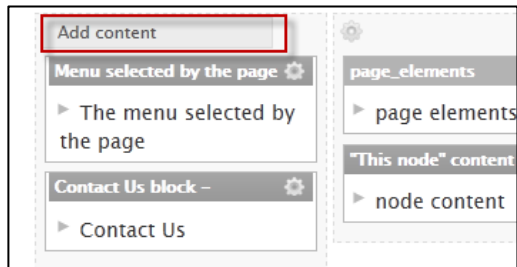 Add content
Menu selected by the page
The menu selected by
the page
Contact Us block –
Contact Us
page_elements
page elements
"This node" content
node content